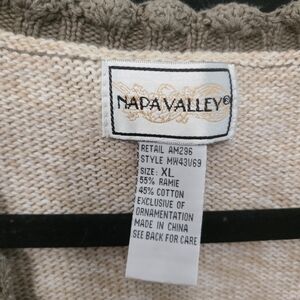 NAPA VALLEY®
RETAIL AM296
STYLE MW43V69
SIZE: XL
55% RAMIE
45% COTTON
EXCLUSIVE OF
ORNAMENTATION
MADE IN CHINA
SEE BACK FOR CARE